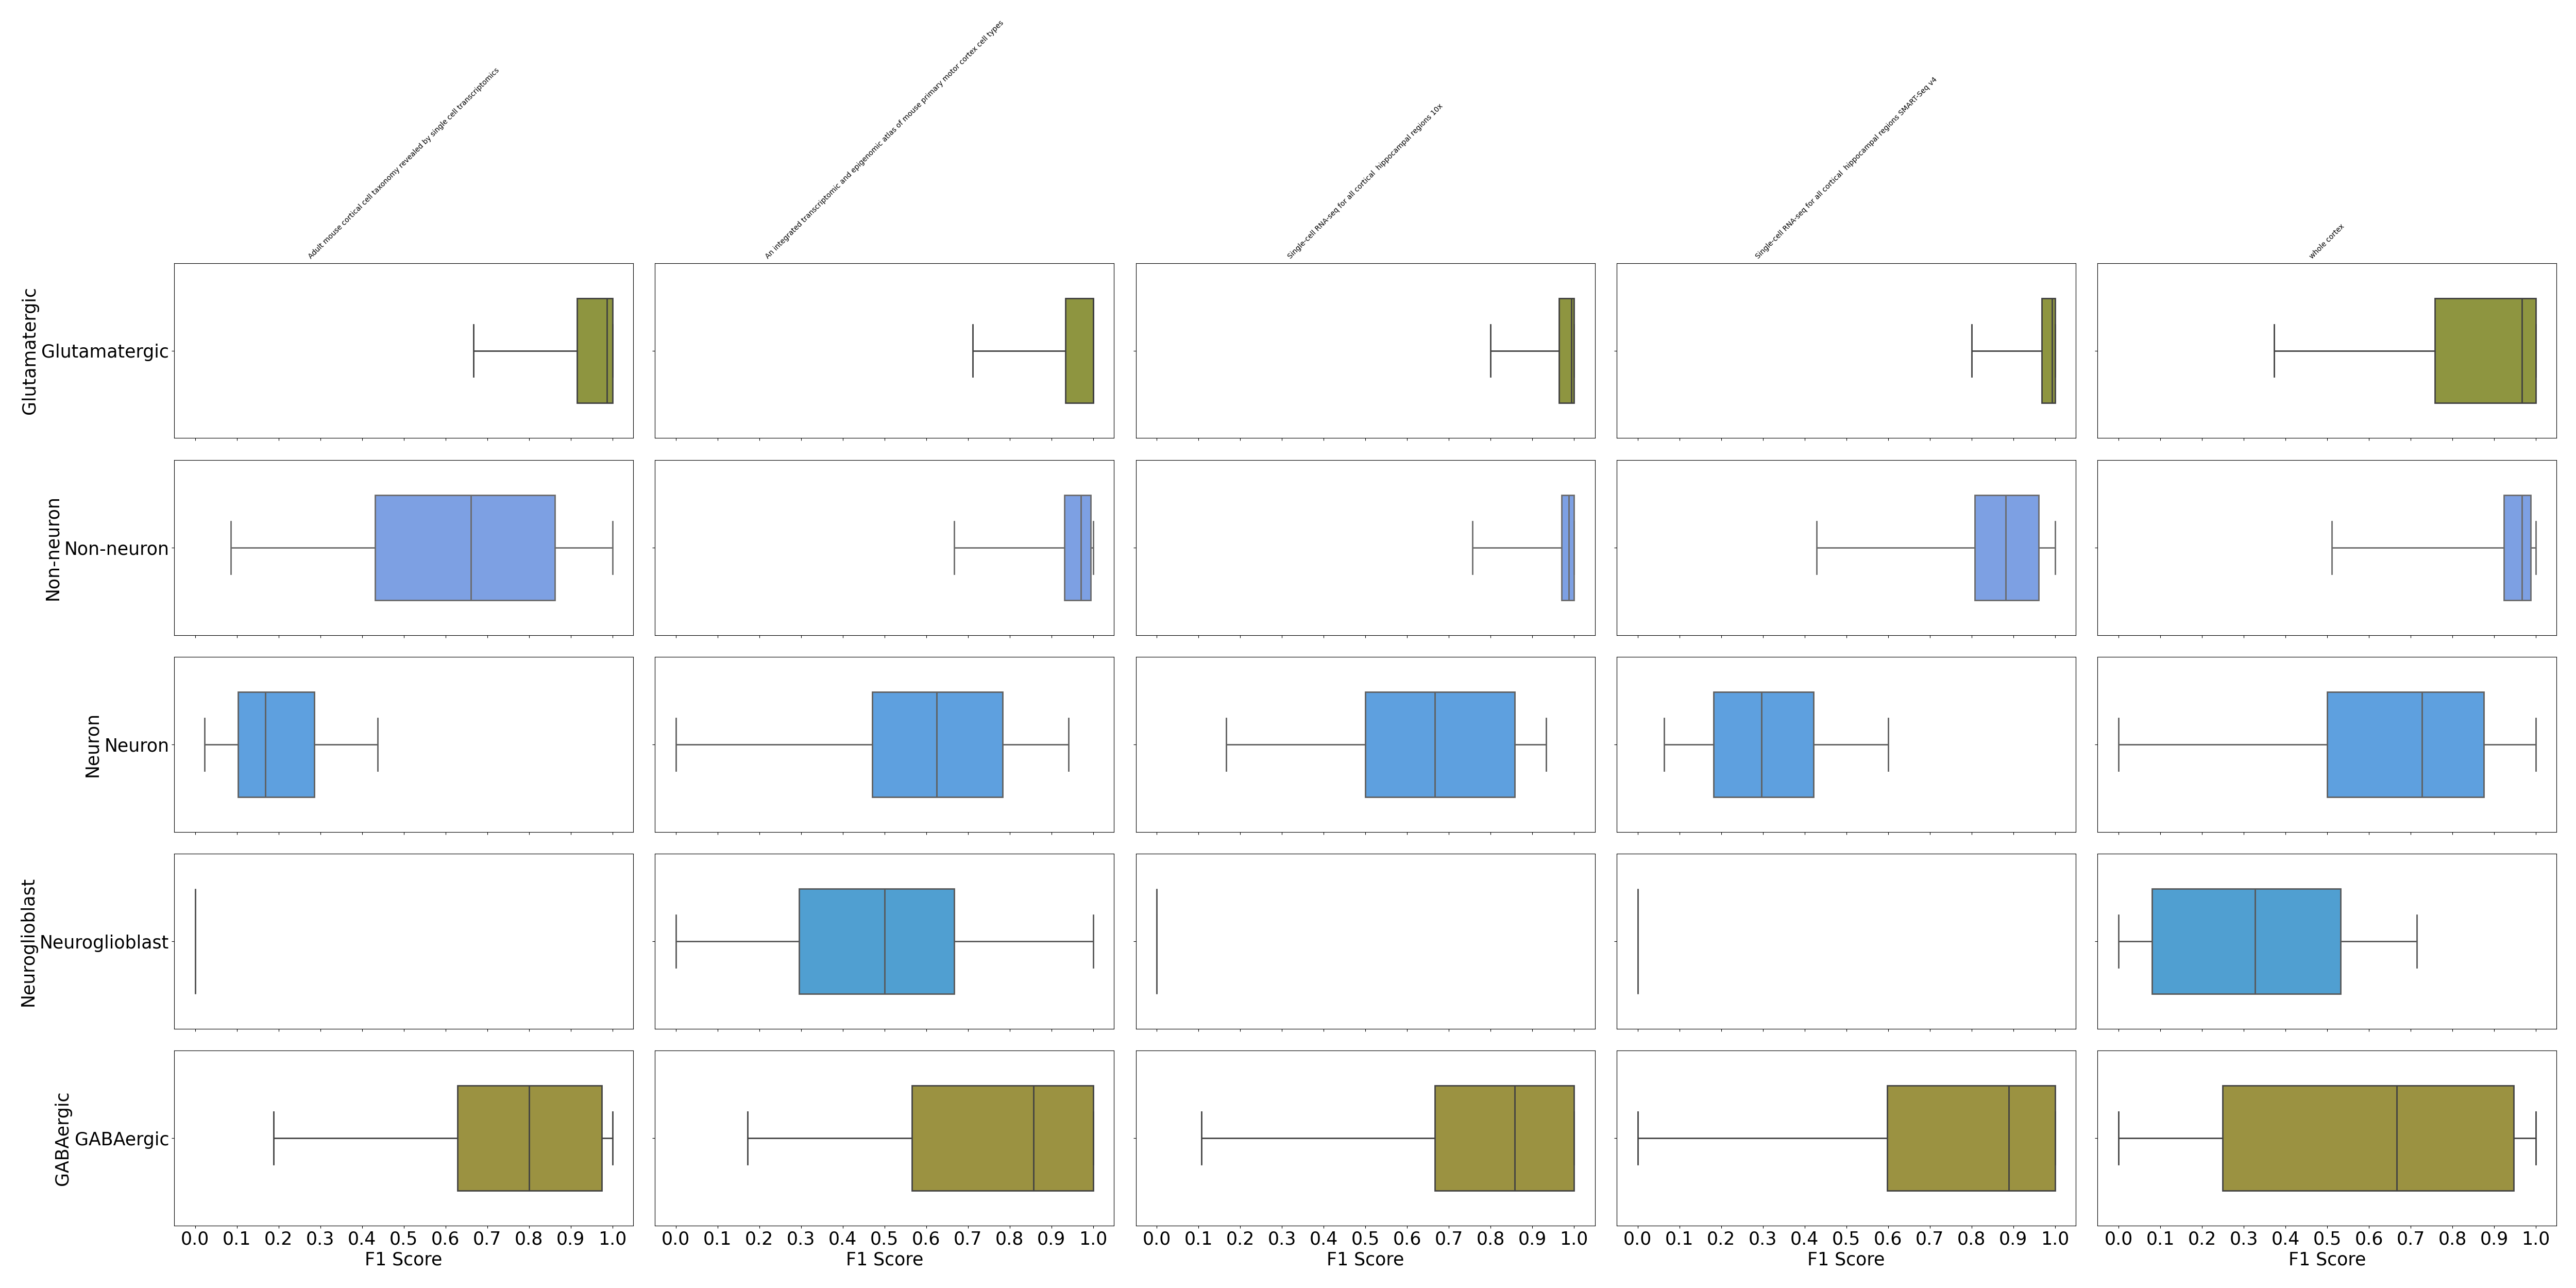 Adult mouse cortical cell taxonomy revealed by single cell transcriptomics
An integrated transcriptomic and epigenomic atlas of mouse primary motor cortex cell types
Single-cell RNA-seq for all cortical  hippocampal regions 10x
Single-cell RNA-seq for all cortical  hippocampal regions SMART-Seq v4
whole cortex
Glutamatergic
Glutamatergic
Non-neuron
Non-neuron
Neuron
Neuron
Neuroglioblast
Neuroglioblast
GABAergic
GABAergic
0.0 0.1 0.2 0.3 0.4 0.5 0.6 0.7 0.8 0.9 1.0
0.0 0.1 0.2 0.3 0.4 0.5 0.6 0.7 0.8 0.9 1.0
0.0 0.1 0.2 0.3 0.4 0.5 0.6 0.7 0.8 0.9 1.0
0.0 0.1 0.2 0.3 0.4 0.5 0.6 0.7 0.8 0.9 1.0
0.0 0.1 0.2 0.3 0.4 0.5 0.6 0.7 0.8 0.9 1.0
F1 Score
F1 Score
F1 Score
F1 Score
F1 Score